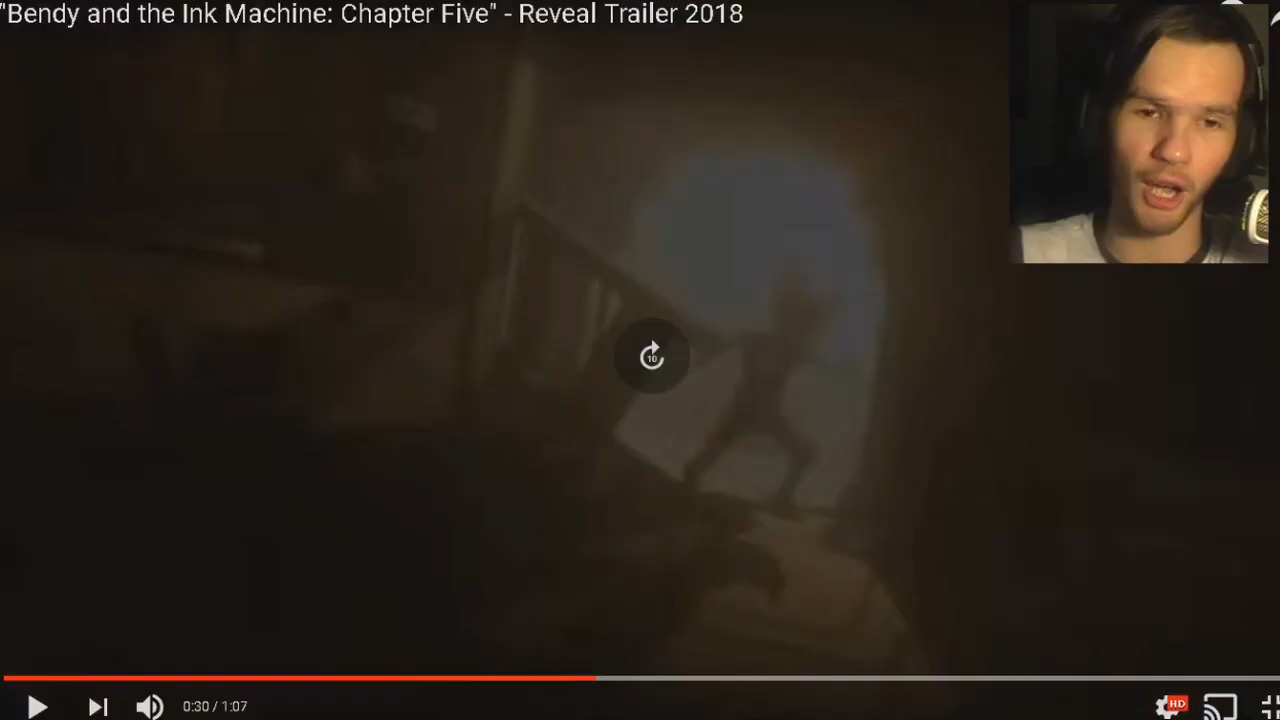 "Bendy and the Ink Machine: Chapter Five" - Reveal Trailer 2018
10
0:30 / 1:07
HD